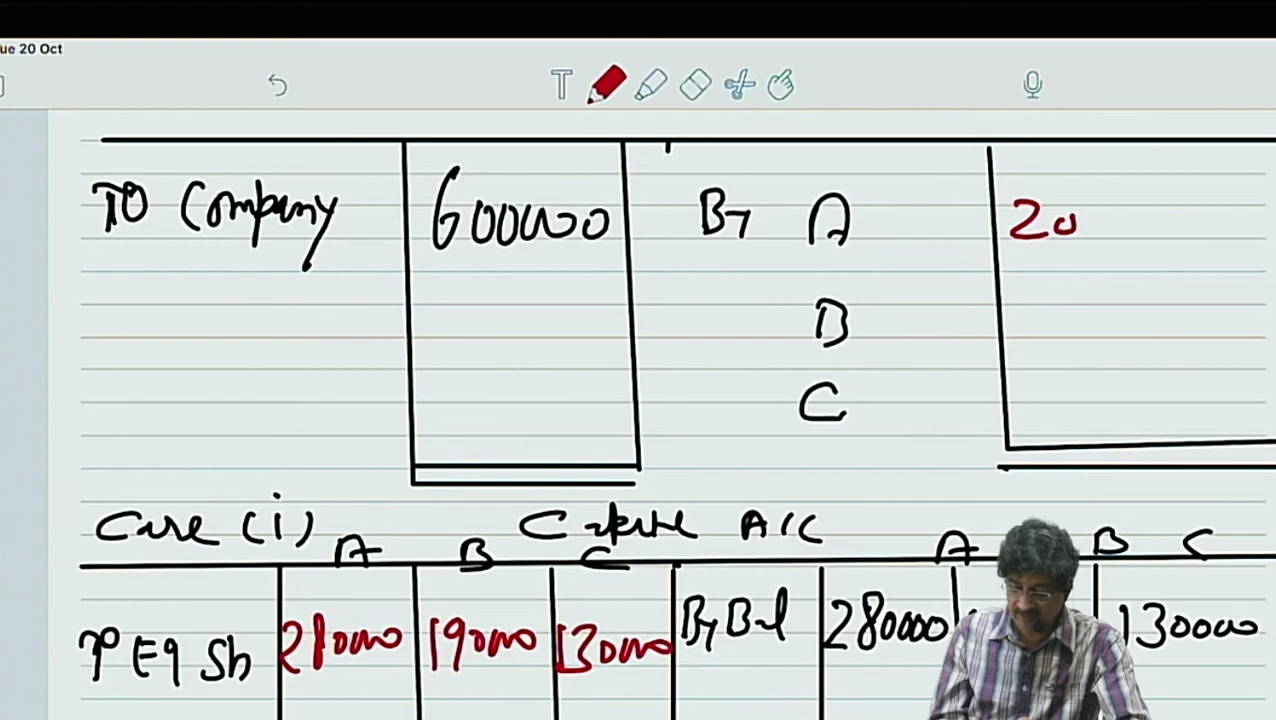 ue 20 Oct
T
To Company 600000 By A 20
B
C
Case (i) Capital A/C
A B C A B C
To Eq Sh 280000 190000 130000 By Bal 280000 130000